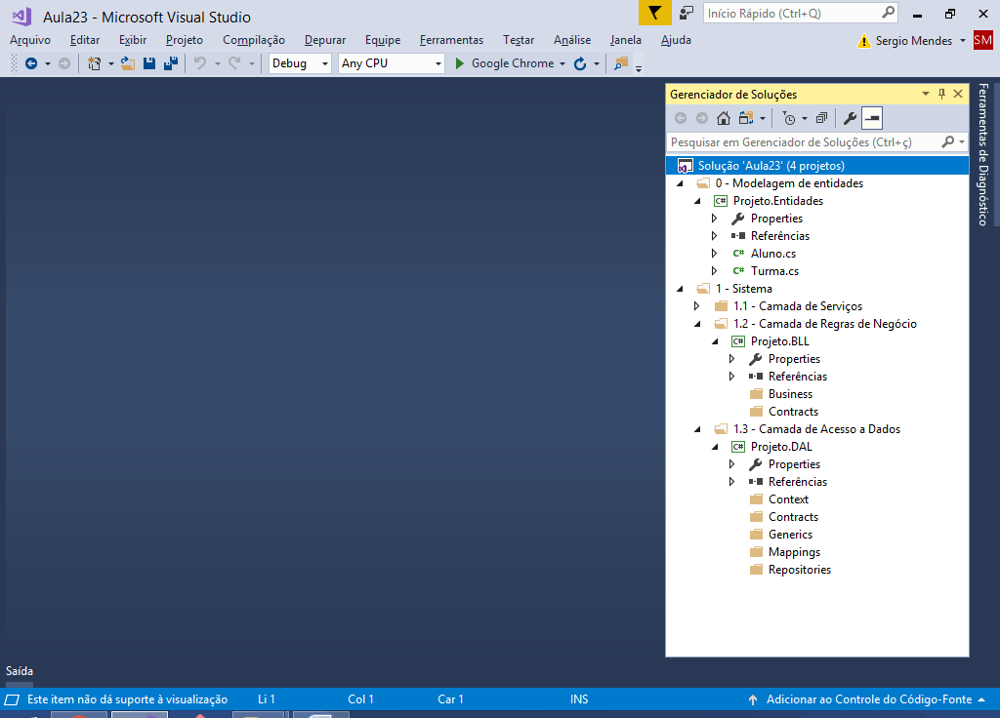 Aula23 - Microsoft Visual Studio
Início Rápido (Ctrl+Q)
Arquivo Editar Exibir Projeto Compilação Depurar Equipe Ferramentas Testar Análise Janela Ajuda Sergio Mendes SM
Debug Any CPU Google Chrome
Gerenciador de Soluções
Pesquisar em Gerenciador de Soluções (Ctrl+ç)
Solução 'Aula23' (4 projetos)
0 - Modelagem de entidades
C# Projeto.Entidades
Properties
Referências
C# Aluno.cs
C# Turma.cs
1 - Sistema
1.1 - Camada de Serviços
1.2 - Camada de Regras de Negócio
C# Projeto.BLL
Properties
Referências
Business
Contracts
1.3 - Camada de Acesso a Dados
C# Projeto.DAL
Properties
Referências
Context
Contracts
Generics
Mappings
Repositories
Ferramentas de Diagnóstico
Saída
Este item não dá suporte à visualização Li 1 Col 1 Car 1 INS Adicionar ao Controle do Código-Fonte